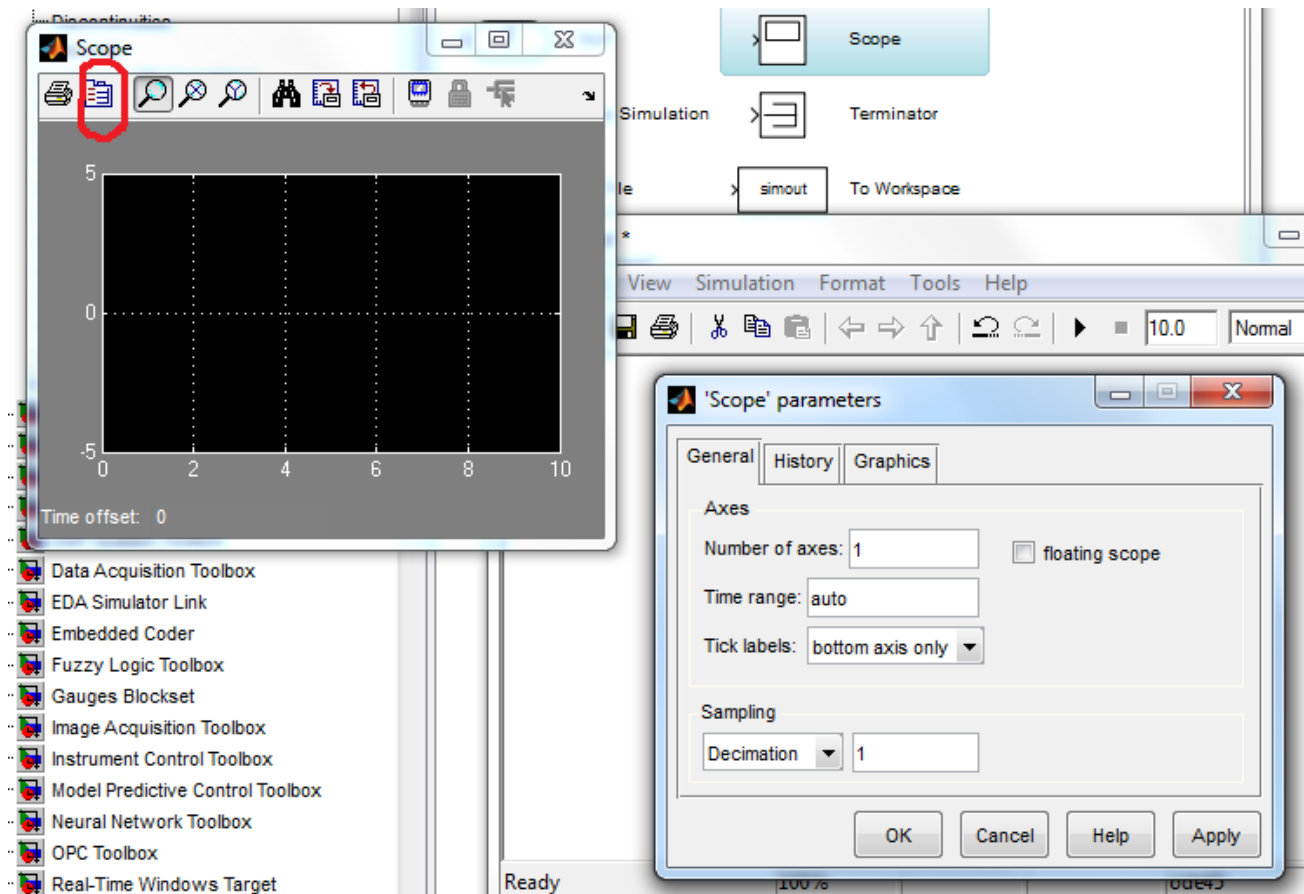 Discontinuities
Scope
5
0
-5
0 2 4 6 8 10
Time offset: 0
Scope
Simulation
Terminator
le
simout
To Workspace
*
View Simulation Format Tools Help
10.0
Normal
'Scope' parameters
General History Graphics
Axes
Number of axes: 1
floating scope
Time range: auto
Tick labels: bottom axis only
Sampling
Decimation 1
OK Cancel Help Apply
Data Acquisition Toolbox
EDA Simulator Link
Embedded Coder
Fuzzy Logic Toolbox
Gauges Blockset
Image Acquisition Toolbox
Instrument Control Toolbox
Model Predictive Control Toolbox
Neural Network Toolbox
OPC Toolbox
Real-Time Windows Target
Ready
100%
ode45